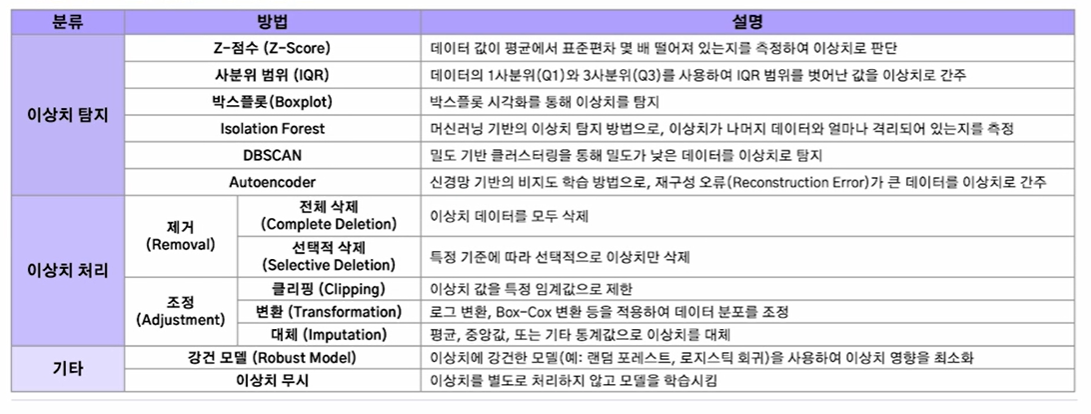 분류 방법 설명
이상치 탐지
Z-점수 (Z-Score) 데이터 값이 평균에서 표준편차 몇 배 떨어져 있는지를 측정하여 이상치로 판단
사분위 범위 (IQR) 데이터의 1사분위(Q1)와 3사분위(Q3)를 사용하여 IQR 범위를 벗어난 값을 이상치로 간주
박스플롯(Boxplot) 박스플롯 시각화를 통해 이상치를 탐지
Isolation Forest 머신러닝 기반의 이상치 탐지 방법으로, 이상치가 나머지 데이터와 얼마나 격리되어 있는지를 측정
DBSCAN 밀도 기반 클러스터링을 통해 밀도가 낮은 데이터를 이상치로 탐지
Autoencoder 신경망 기반의 비지도 학습 방법으로, 재구성 오류(Reconstruction Error)가 큰 데이터를 이상치로 간주
이상치 처리
제거
(Removal)
전체 삭제
(Complete Deletion)
이상치 데이터를 모두 삭제
선택적 삭제
(Selective Deletion)
특정 기준에 따라 선택적으로 이상치만 삭제
조정
(Adjustment)
클리핑 (Clipping) 이상치 값을 특정 임계값으로 제한
변환 (Transformation) 로그 변환, Box-Cox 변환 등을 적용하여 데이터 분포를 조정
대체 (Imputation) 평균, 중앙값, 또는 기타 통계값으로 이상치를 대체
기타
강건 모델 (Robust Model) 이상치에 강건한 모델(예: 랜덤 포레스트, 로지스틱 회귀)을 사용하여 이상치 영향을 최소화
이상치 무시 이상치를 별도로 처리하지 않고 모델을 학습시킴